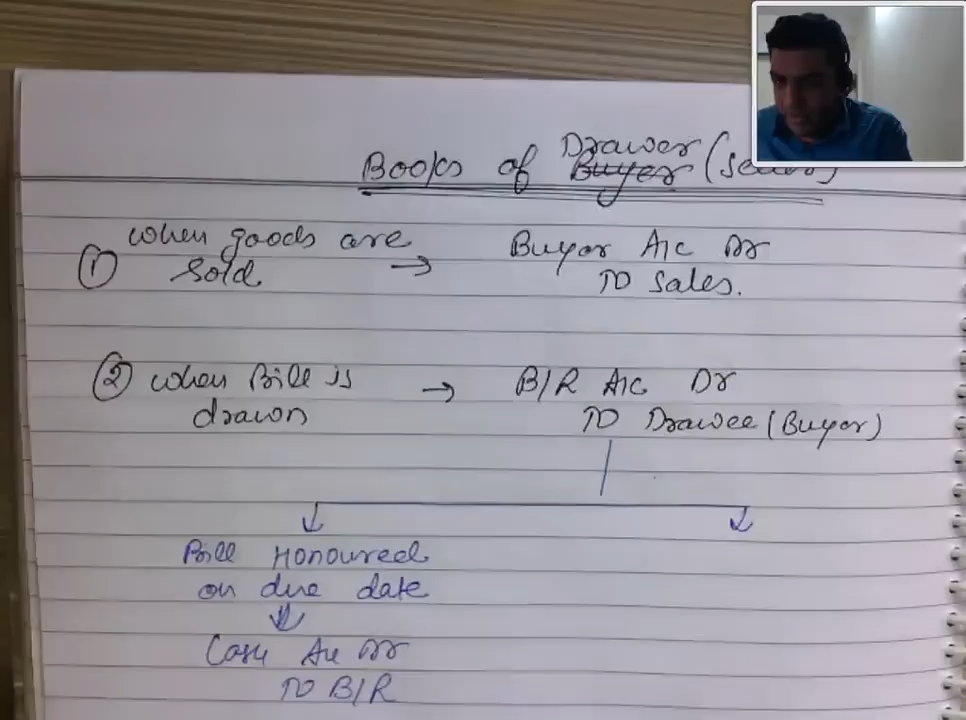 Drawer
Books of Buyer (Seller)
① when goods are → Buyer A/c Dr
sold
TO Sales.
② when Bill is → B/R A/c Dr
drawn
TO Drawee (Buyer)
Bill Honoured
on due date
Cash A/c Dr
TO B/R